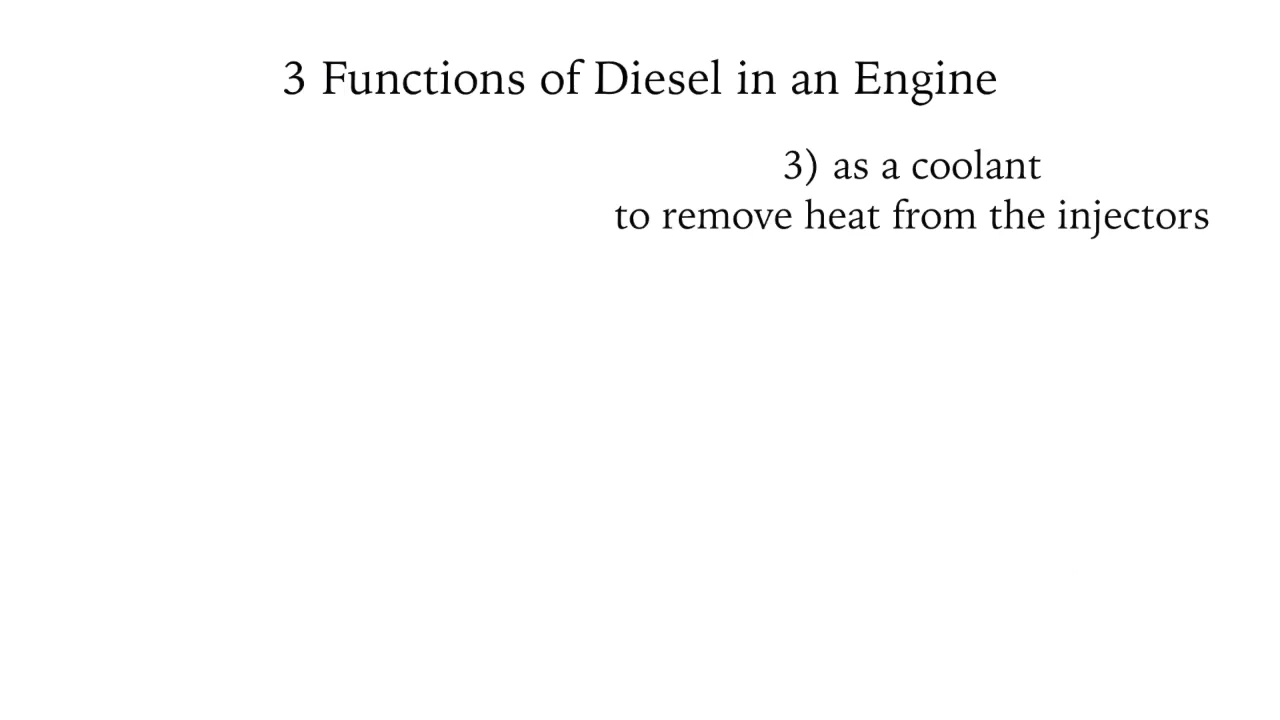 3 Functions of Diesel in an Engine
3) as a coolant
to remove heat from the injectors